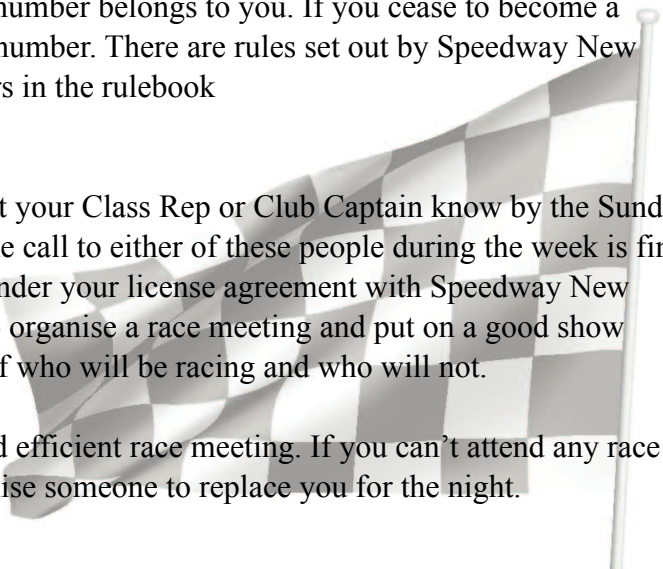 number belongs to you. If you cease to become a
number. There are rules set out by Speedway New
s in the rulebook
t your Class Rep or Club Captain know by the Sund
e call to either of these people during the week is fin
nder your license agreement with Speedway New
organise a race meeting and put on a good show
f who will be racing and who will not.
d efficient race meeting. If you can’t attend any race
ise someone to replace you for the night.